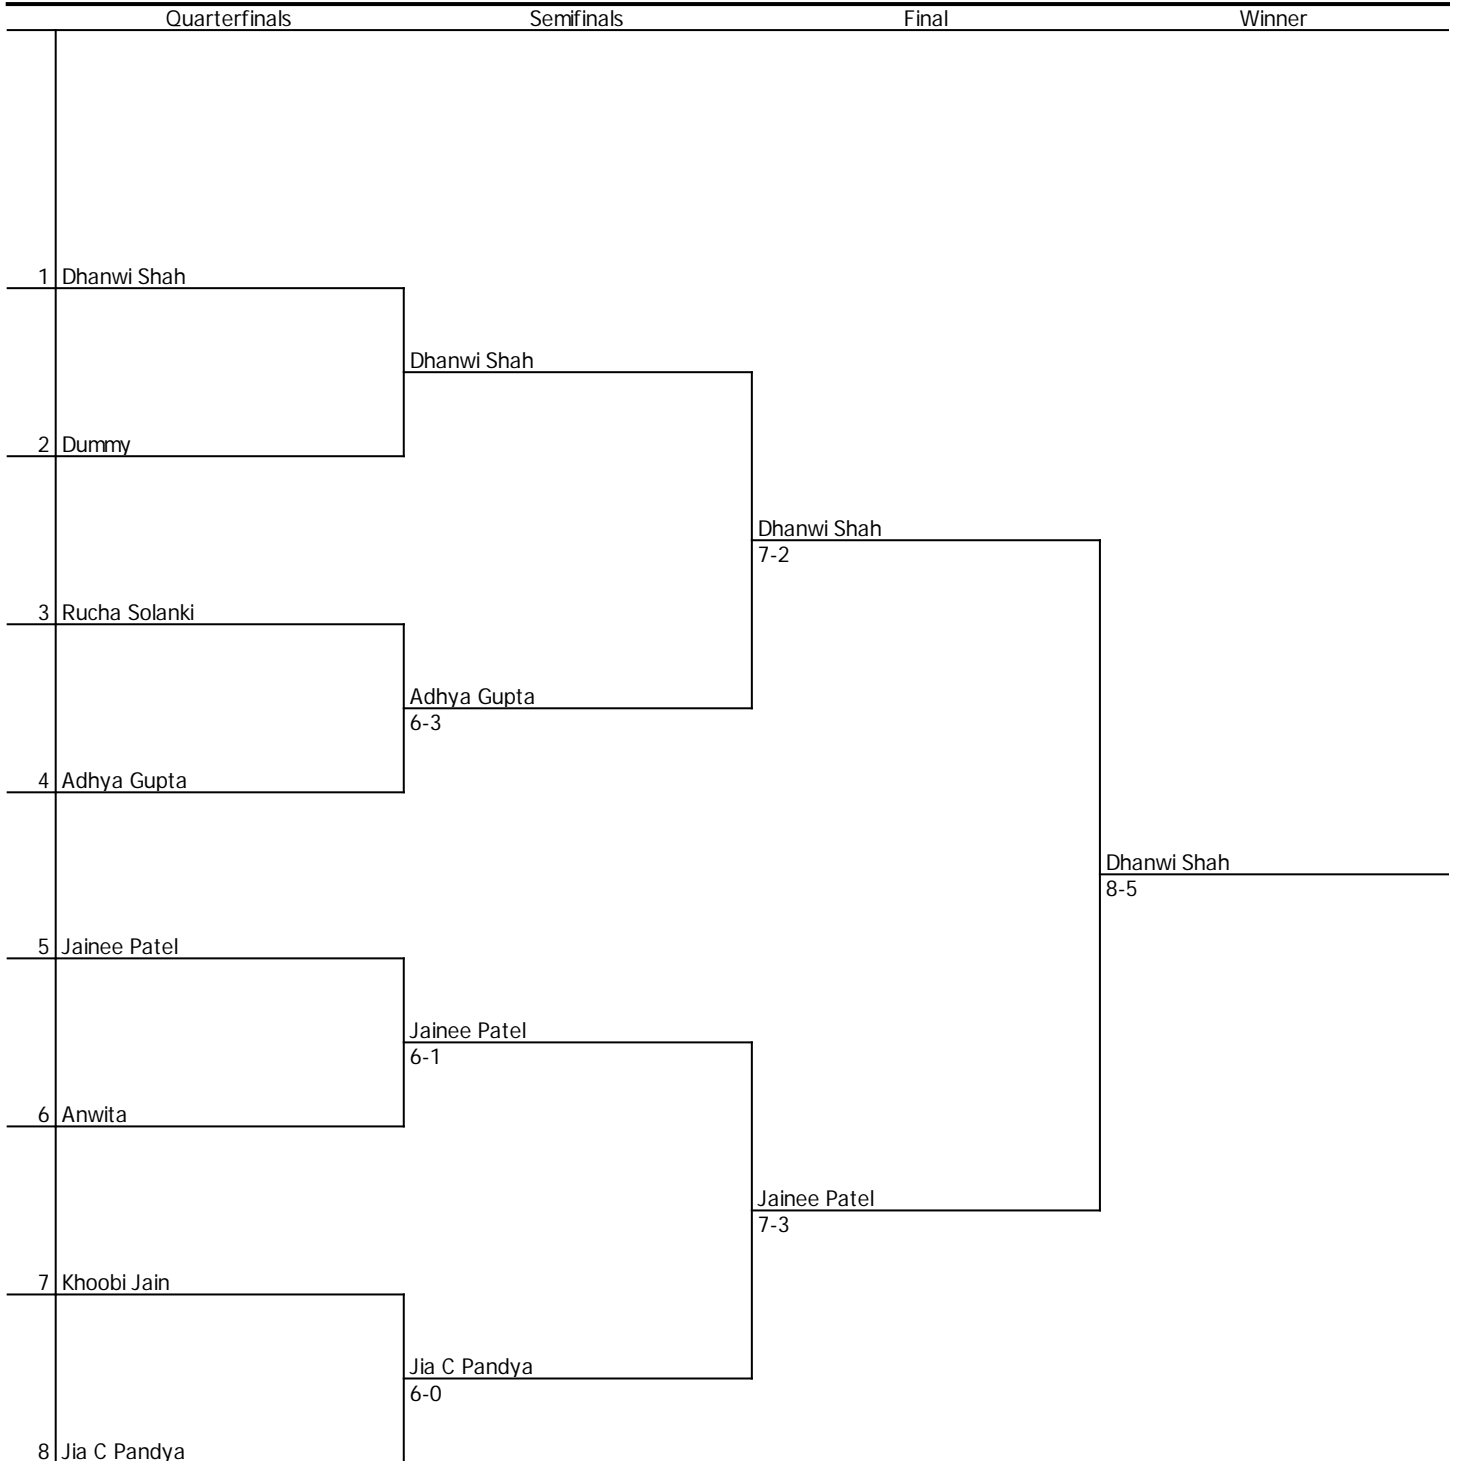 Quarterfinals Semifinals Final Winner
1 Dhanwi Shah
Dhanwi Shah
2 Dummy
Dhanwi Shah
7-2
3 Rucha Solanki
Adhya Gupta
6-3
4 Adhya Gupta
Dhanwi Shah
8-5
5 Jainee Patel
Jainee Patel
6-1
6 Anwita
Jainee Patel
7-3
7 Khoobi Jain
Jia C Pandya
6-0
8 Jia C Pandya